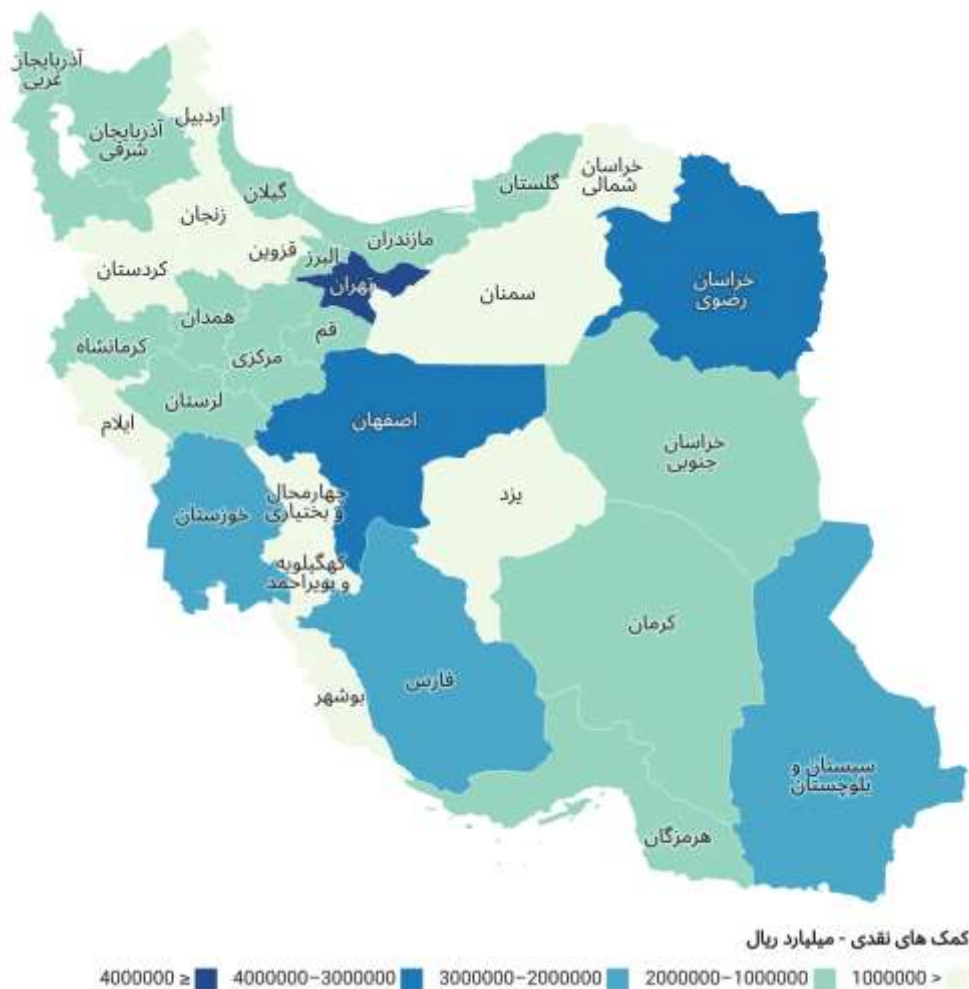 آذربایجان
غربی
آذربایجان
شرقی
اردبیل
گیلان
زنجان
کردستان
قزوین
البرز
تهران
مازندران
گلستان
خراسان
شمالی
خراسان
رضوی
سمنان
همدان
کرمانشاه
مرکزی
قم
لرستان
ایلام
اصفهان
خراسان
جنوبی
یزد
خوزستان
چهارمحال
و بختیاری
کهگیلویه
و بویراحمد
کرمان
فارس
بوشهر
سیستان و
بلوچستان
هرمزگان
کمک های نقدی - میلیارد ریال
1000000 >
2000000-1000000
3000000-2000000
4000000-3000000
4000000 ≤